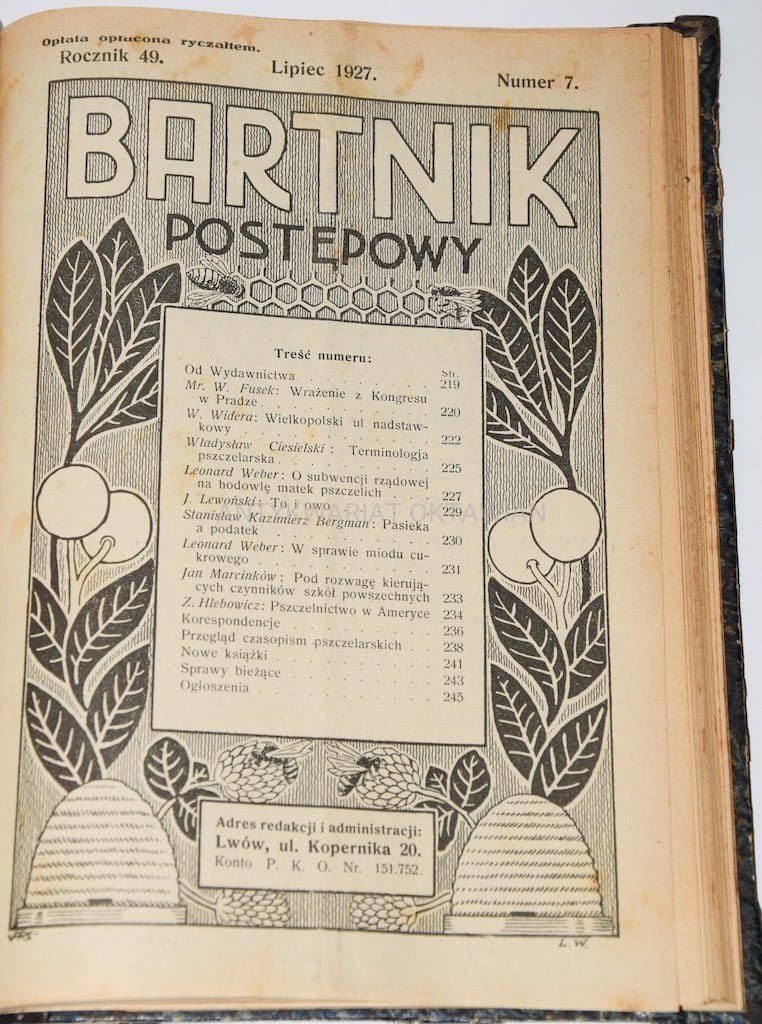 Opłata opłacona ryczałtem.
Rocznik 49.
Lipiec 1927.
Numer 7.
BARTNIK
POSTĘPOWY
Treść numeru:
Str.
Od Wydawnictwa . . . . . . 219
Mr. W. Fusek: Wrażenie z Kongresu
w Pradze . . . . . . . 220
W. Widera: Wielkopolski ul nadstaw-
kowy . . . . . . . 222
Władysław Ciesielski: Terminologja
pszczelarska . . . . . . 225
Leonard Weber: O subwencji rządowej
na hodowlę matek pszczelich . . 227
J. Lewoński: To i owo . . . . 229
Stanisław Kazimierz Bergman: Pasieka
a podatek . . . . . . . 230
Leonard Weber: W sprawie miodu cu-
krowego . . . . . . . 231
Jan Marcinków: Pod rozwagę kierują-
cych czynników szkół powszechnych 233
Z. Hlebowicz: Pszczelnictwo w Ameryce 234
Korespondencje . . . . . . 236
Przegląd czasopism pszczelarskich . . 238
Nowe książki . . . . . . . 241
Sprawy bieżące . . . . . . 243
Ogłoszenia . . . . . . . 245
ANTYKWARIAT OKTAWIAN
Adres redakcji i administracji:
Lwów, ul. Kopernika 20.
Konto P. K. O. Nr. 151.752.
L. W.